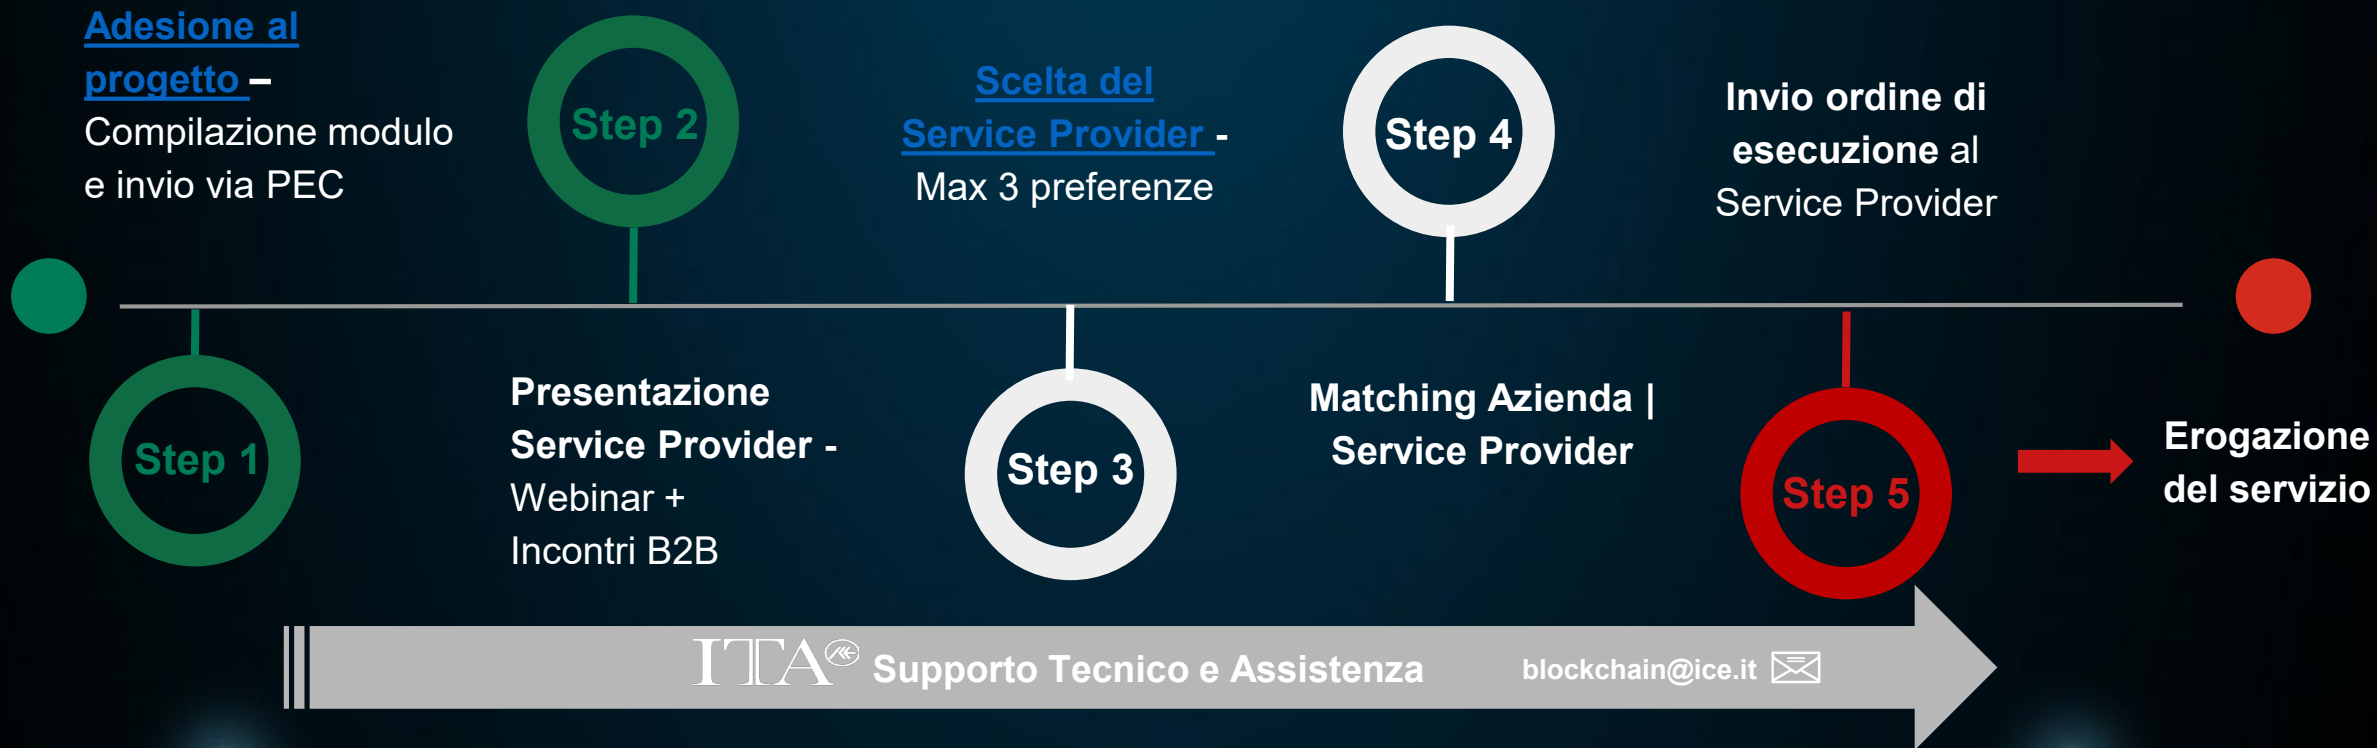 Adesione al
progetto –
Compilazione modulo
e invio via PEC
Step 1
Step 2
Presentazione
Service Provider -
Webinar +
Incontri B2B
Scelta del
Service Provider -
Max 3 preferenze
Step 3
Step 4
Matching Azienda |
Service Provider
Invio ordine di
esecuzione al
Service Provider
Step 5
Erogazione
del servizio
ITA Supporto Tecnico e Assistenza blockchain@ice.it